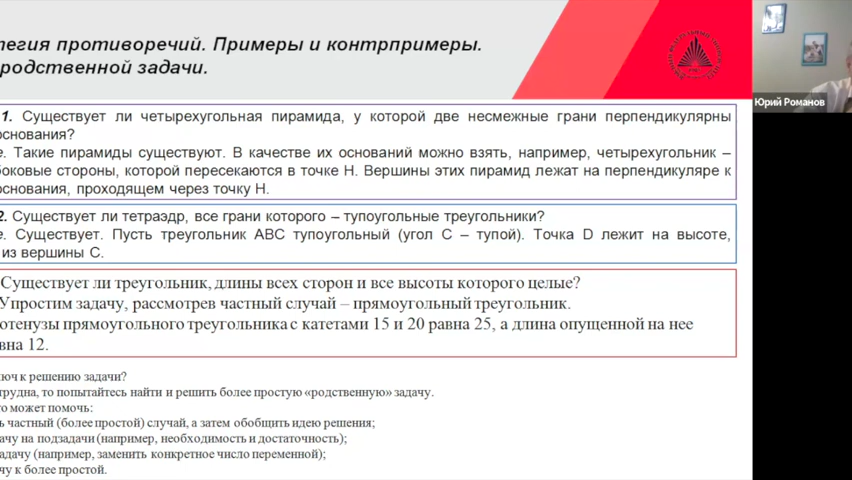 тегия противоречий. Примеры и контрпримеры.
родственной задачи.
Юрий Романов
1. Существует ли четырехугольная пирамида, у которой две несмежные грани перпендикулярны
основания?
е. Такие пирамиды существуют. В качестве их оснований можно взять, например, четырехугольник –
боковые стороны, которой пересекаются в точке Н. Вершины этих пирамид лежат на перпендикуляре к
основания, проходящем через точку Н.
2. Существует ли тетраэдр, все грани которого – тупоугольные треугольники?
е. Существует. Пусть треугольник АВС тупоугольный (угол С – тупой). Точка D лежит на высоте,
из вершины С.
Существует ли треугольник, длины всех сторон и все высоты которого целые?
Упростим задачу, рассмотрев частный случай – прямоугольный треугольник.
отенузы прямоугольного треугольника с катетами 15 и 20 равна 25, а длина опущенной на нее
вна 12.
люч к решению задачи?
трудна, то попытайтесь найти и решить более простую «родственную» задачу.
то может помочь:
ь частный (более простой) случай, а затем обобщить идею решения;
ачу на подзадачи (например, необходимость и достаточность);
адачу (например, заменить конкретное число переменной);
чу к более простой.